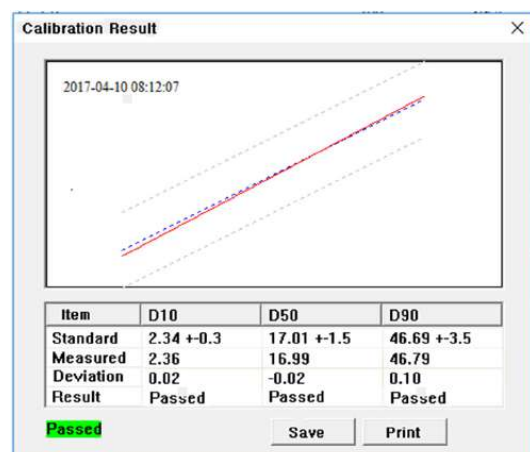 Calibration Result
2017-04-10 08:12:07
Item D10 D50 D90
Standard 2.34 +-0.3 17.01 +-1.5 46.69 +-3.5
Measured 2.36 16.99 46.79
Deviation 0.02 -0.02 0.10
Result Passed Passed Passed
Passed Save Print